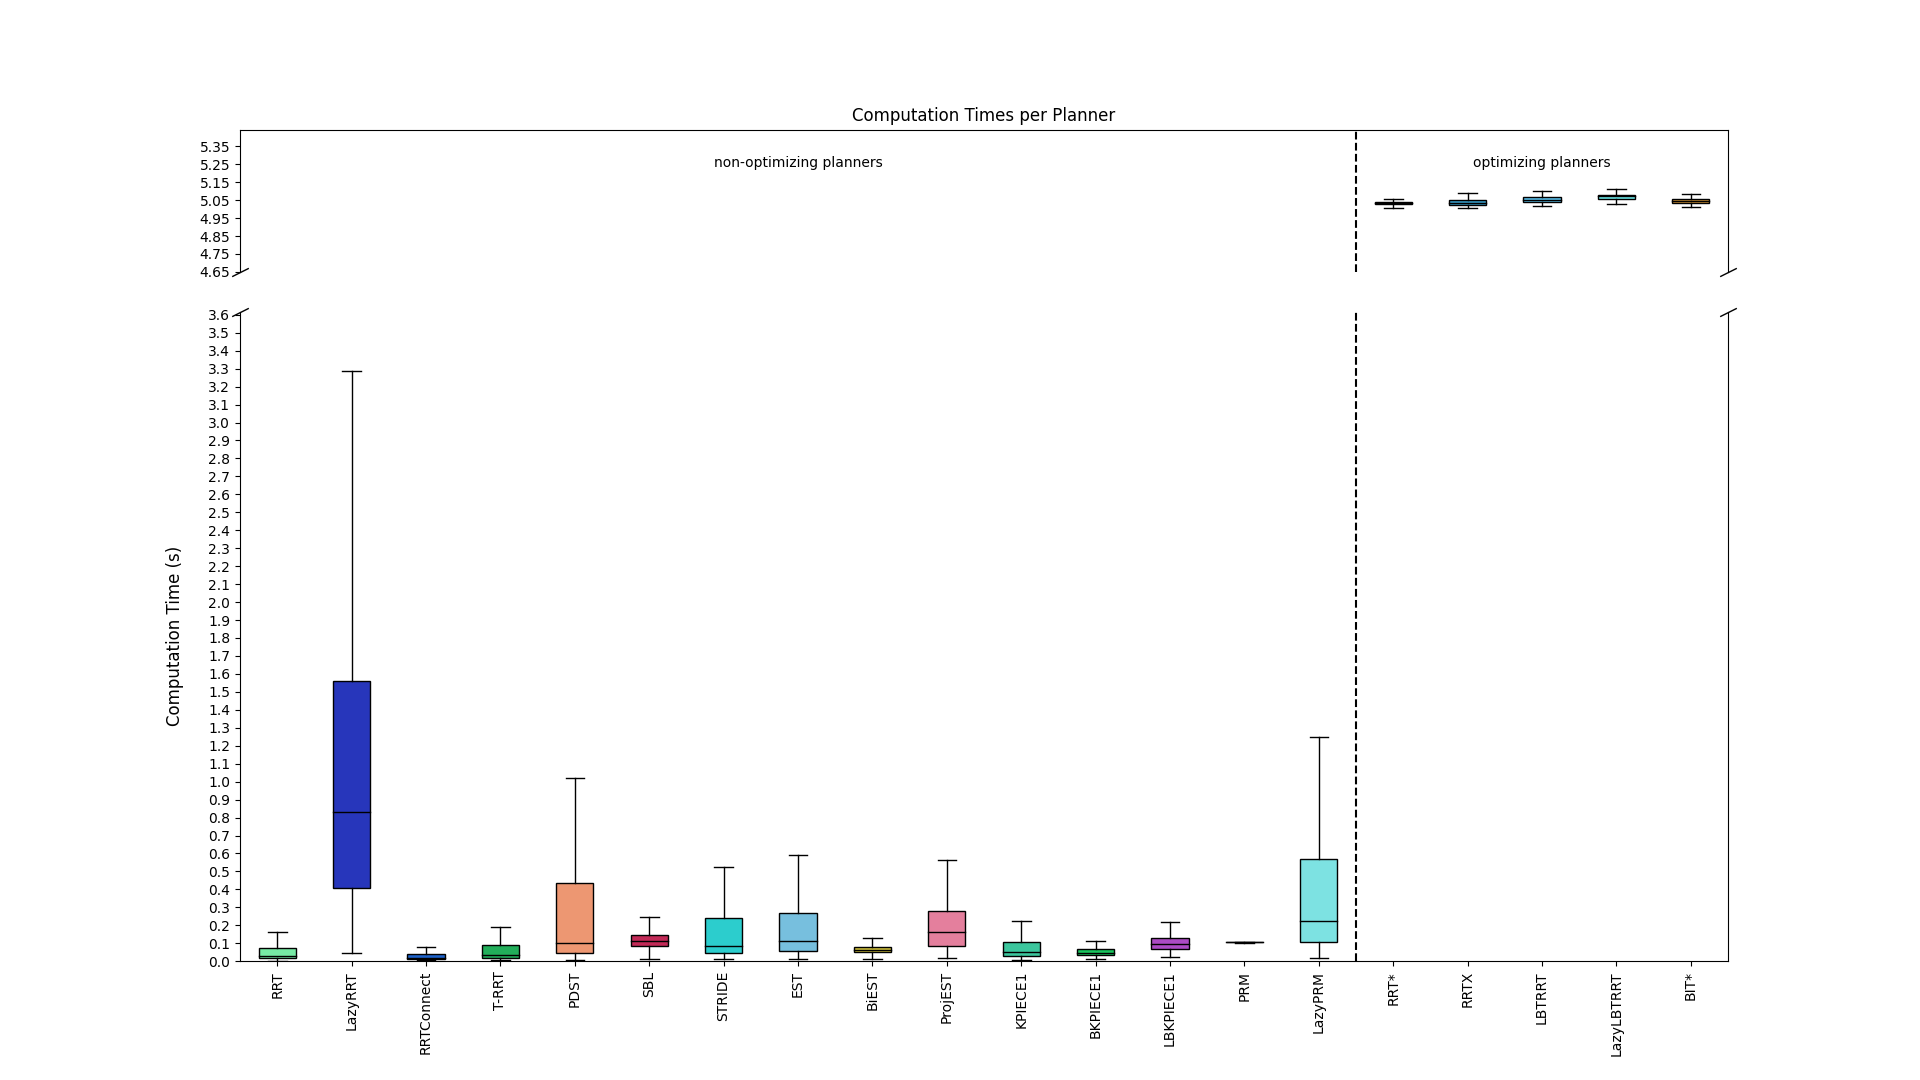 Computation Times per Planner
non-optimizing planners
optimizing planners
5.35
5.25
5.15
5.05
4.95
4.85
4.75
4.65
3.6
3.5
3.4
3.3
3.2
3.1
3.0
2.9
2.8
2.7
2.6
2.5
2.4
2.3
2.2
2.1
2.0
1.9
1.8
1.7
1.6
1.5
1.4
1.3
1.2
1.1
1.0
0.9
0.8
0.7
0.6
0.5
0.4
0.3
0.2
0.1
0.0
Computation Time (s)
RRT
LazyRRT
RRTConnect
T-RRT
PDST
SBL
STRIDE
EST
BiEST
ProjEST
KPIECE1
BKPIECE1
LBKPIECE1
PRM
LazyPRM
RRT*
RRTX
LBTRRT
LazyLBTRRT
BIT*